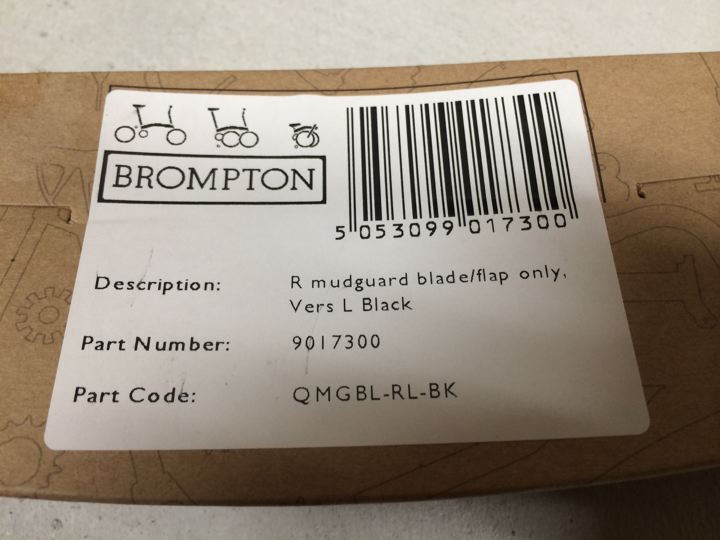 BROMPTON
5 053099 017300
Description: R mudguard blade/flap only,
Vers L Black
Part Number: 9017300
Part Code: QMGBL-RL-BK